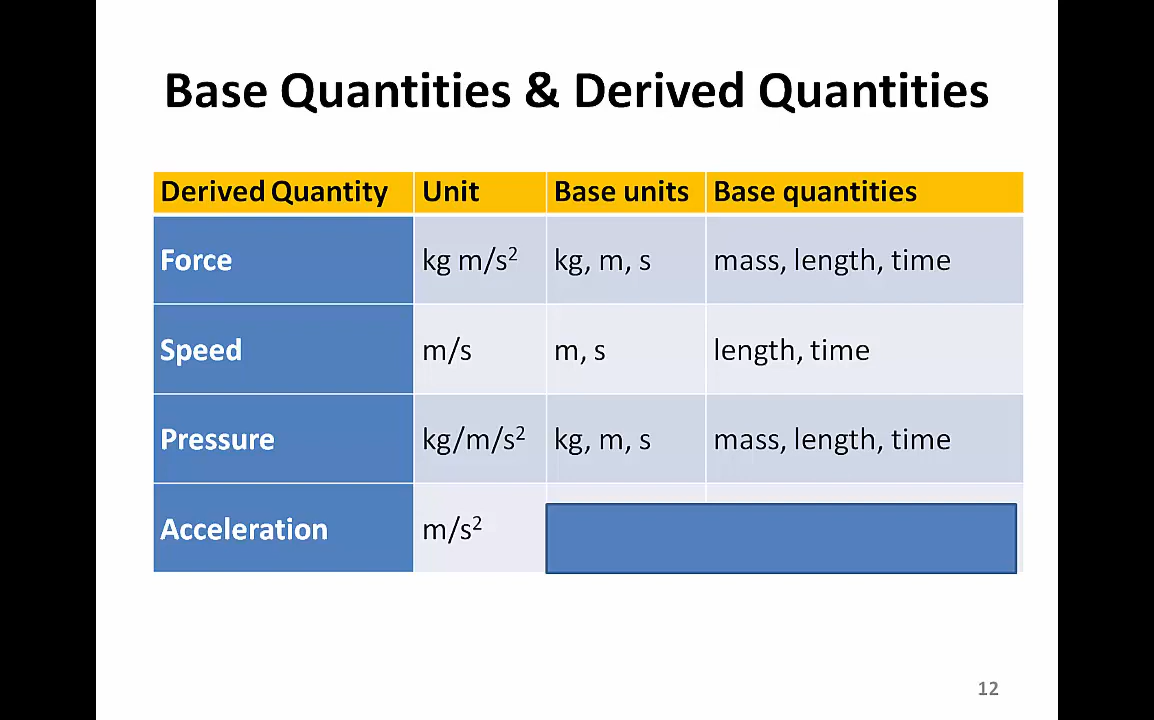 Base Quantities & Derived Quantities
Derived Quantity Unit Base units Base quantities
Force kg m/s² kg, m, s mass, length, time
Speed m/s m, s length, time
Pressure kg/m/s² kg, m, s mass, length, time
Acceleration m/s²
12